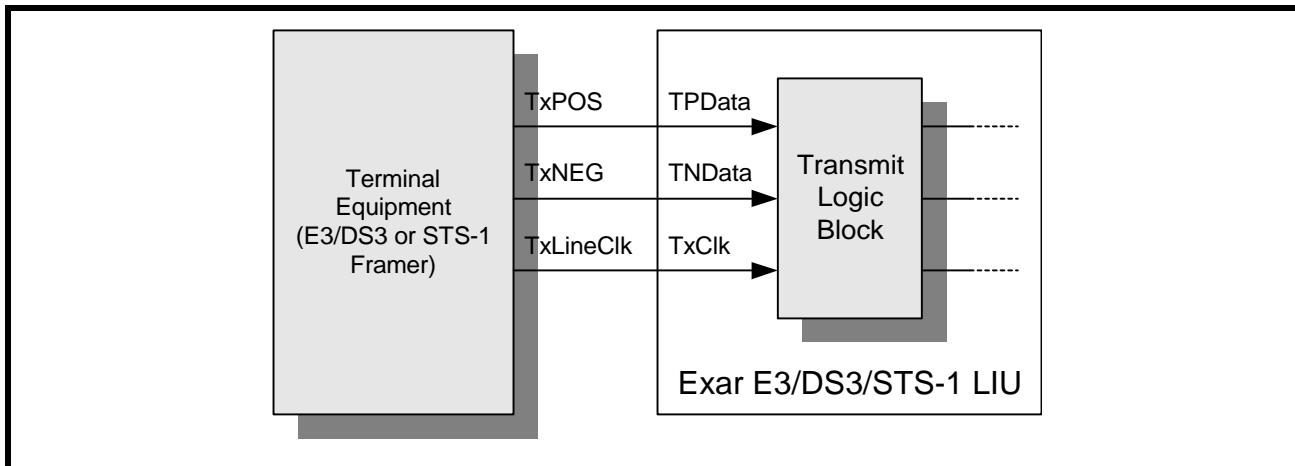 Terminal
Equipment
(E3/DS3 or STS-1
Framer)
TxPOS
TPData
TxNEG
TNData
TxLineClk
TxClk
Transmit
Logic
Block
Exar E3/DS3/STS-1 LIU